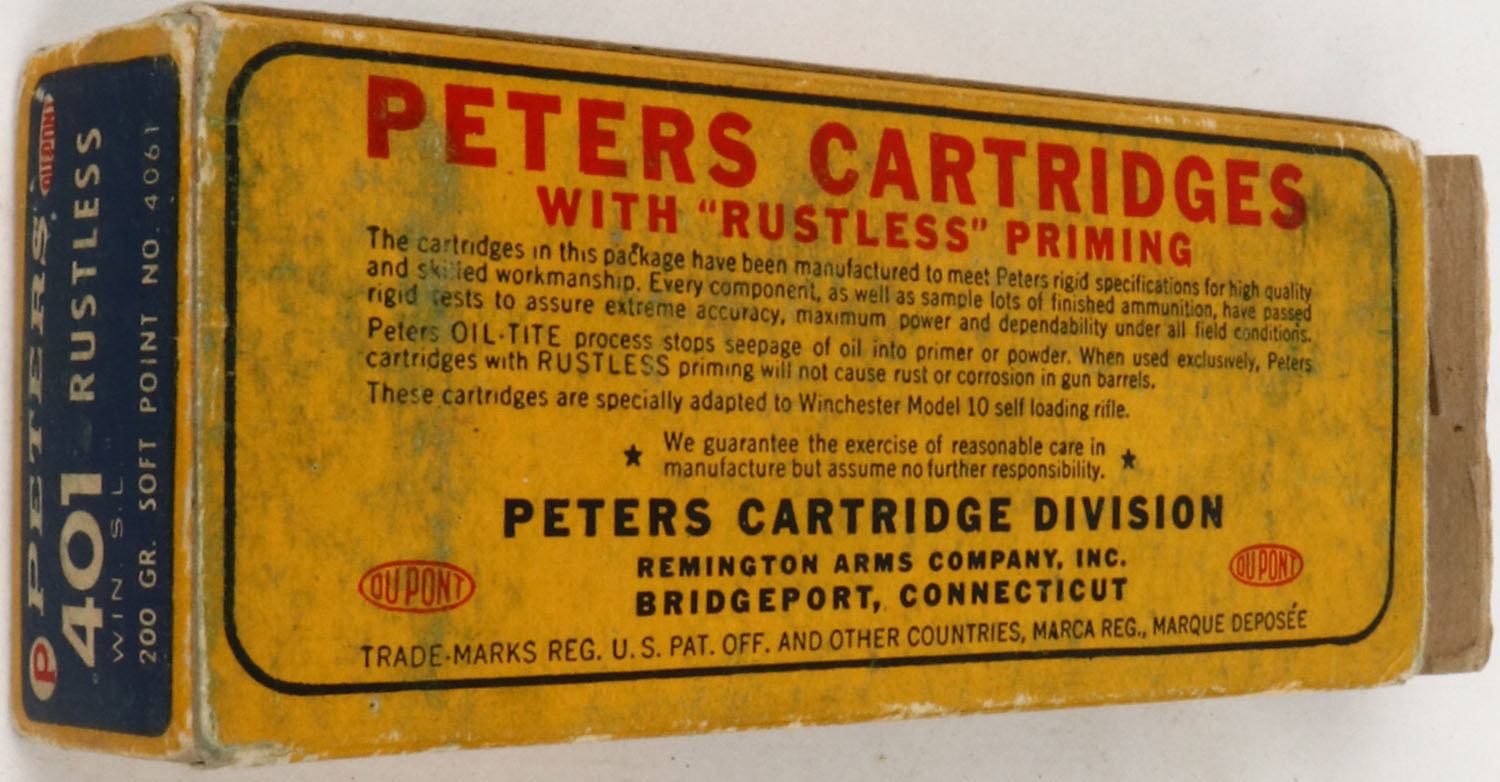 PETERS CARTRIDGES
WITH "RUSTLESS" PRIMING
The cartridges in this package have been manufactured to meet Peters rigid specifications for high quality
and skilled workmanship. Every component, as well as sample lots of finished ammunition, have passed
rigid tests to assure extreme accuracy, maximum power and dependability under all field conditions.
Peters OIL-TITE process stops seepage of oil into primer or powder. When used exclusively, Peters
cartridges with RUSTLESS priming will not cause rust or corrosion in gun barrels.
These cartridges are specially adapted to Winchester Model 10 self loading rifle.
We guarantee the exercise of reasonable care in
manufacture but assume no further responsibility.
PETERS CARTRIDGE DIVISION
REMINGTON ARMS COMPANY, INC.
BRIDGEPORT, CONNECTICUT
DU PONT
DU PONT
TRADE-MARKS REG. U. S. PAT. OFF. AND OTHER COUNTRIES, MARCA REG., MARQUE DEPOSÉE
P PETERS DU PONT
.401 RUSTLESS
WIN. S. L.
200 GR. SOFT POINT NO. 4061